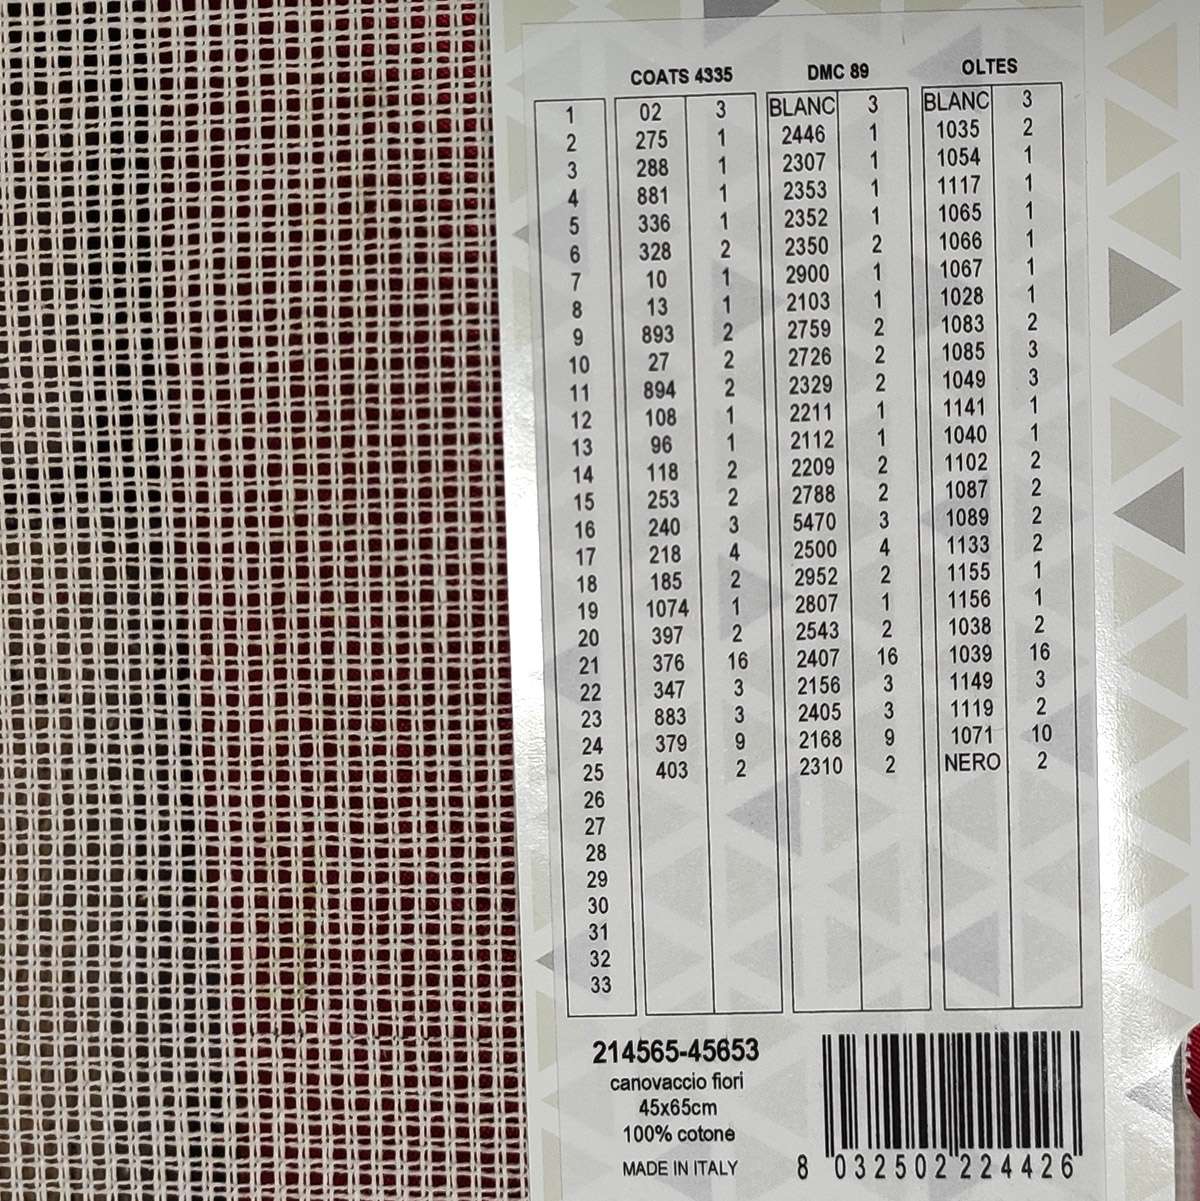 COATS 4335 DMC 89 OLTES
1 02 3 BLANC 3 BLANC 3
2 275 1 2446 1 1035 2
3 288 1 2307 1 1054 1
4 881 1 2353 1 1117 1
5 336 1 2352 1 1065 1
6 328 2 2350 2 1066 1
7 10 1 2900 1 1067 1
8 13 1 2103 1 1028 1
9 893 2 2759 2 1083 2
10 27 2 2726 2 1085 3
11 894 2 2329 2 1049 3
12 108 1 2211 1 1141 1
13 96 1 2112 1 1040 1
14 118 2 2209 2 1102 2
15 253 2 2788 2 1087 2
16 240 3 5470 3 1089 2
17 218 4 2500 4 1133 2
18 185 2 2952 2 1155 1
19 1074 1 2807 1 1156 1
20 397 2 2543 2 1038 2
21 376 16 2407 16 1039 16
22 347 3 2156 3 1149 3
23 883 3 2405 3 1119 2
24 379 9 2168 9 1071 10
25 403 2 2310 2 NERO 2
26
27
28
29
30
31
32
33
214565-45653
canovaccio fiori
45x65cm
100% cotone
MADE IN ITALY
8 032502 224426